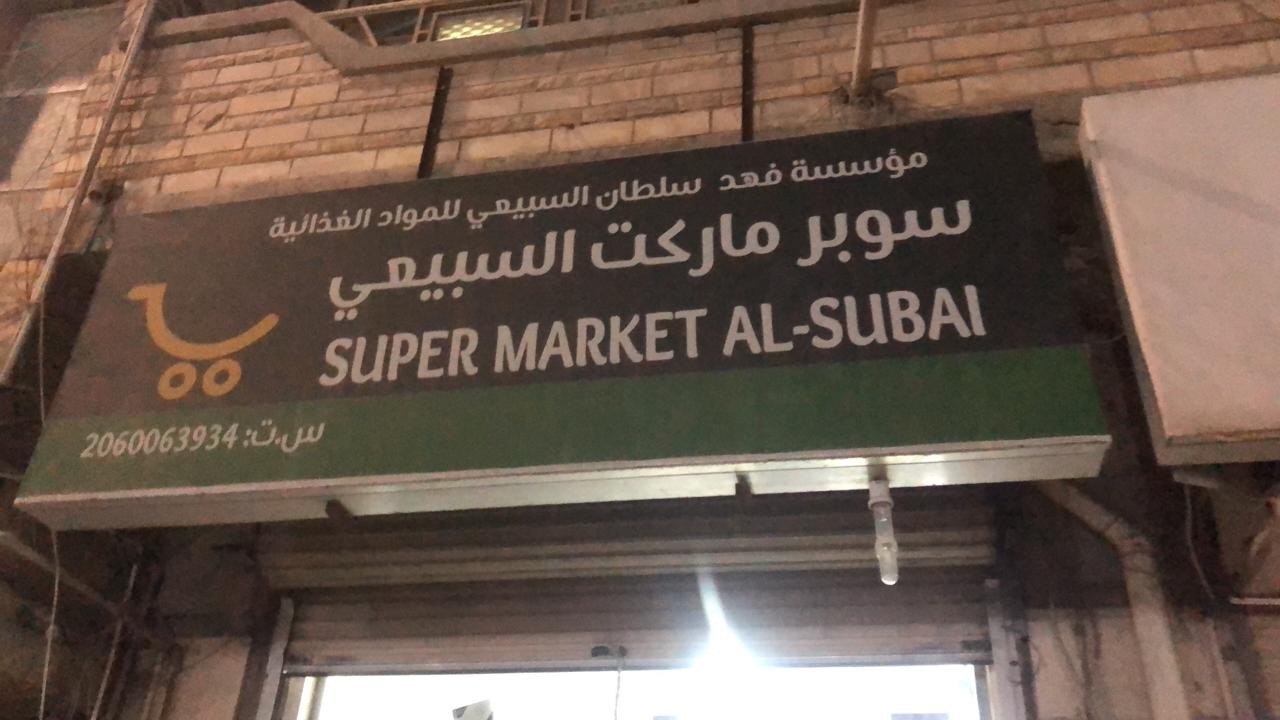 مؤسسة فهد سلطان السبيعي للمواد الغذائية
سوبر ماركت السبيعي
SUPER MARKET AL-SUBAI
س.ت: 2060063934